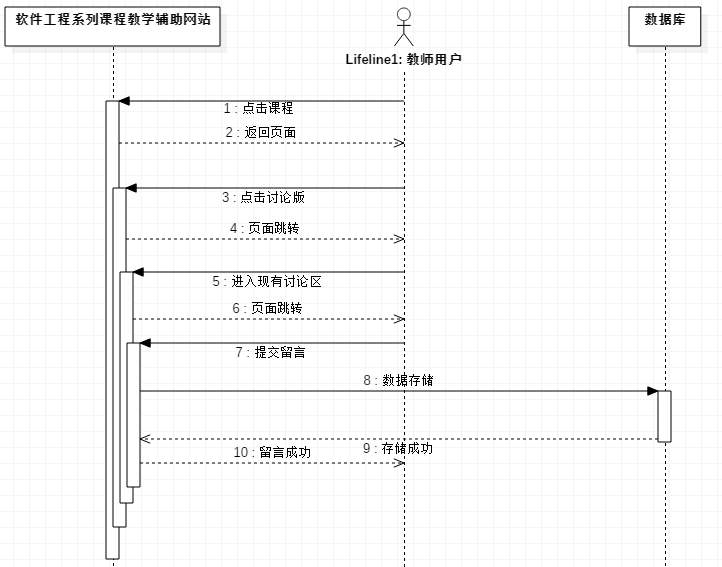 软件工程系列课程教学辅助网站
数据库
Lifeline1: 教师用户
1 : 点击课程
2 : 返回页面
3 : 点击讨论版
4 : 页面跳转
5 : 进入现有讨论区
6 : 页面跳转
7 : 提交留言
8 : 数据存储
9 : 存储成功
10 : 留言成功